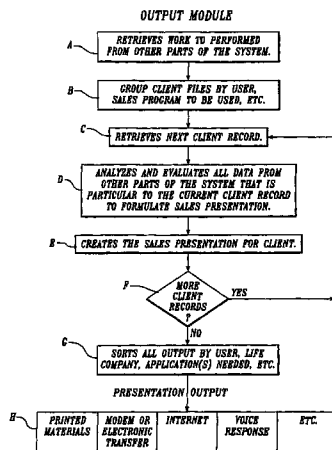 OUTPUT MODULE
A
RETRIEVES WORK TO PERFORMED
FROM OTHER PARTS OF THE SYSTEM.
B
GROUP CLIENT FILES BY USER,
SALES PROGRAM TO BE USED, ETC.
C
RETRIEVES NEXT CLIENT RECORD.
D
ANALYZES AND EVALUATES ALL DATA FROM
OTHER PARTS OF THE SYSTEM THAT IS
PARTICULAR TO THE CURRENT CLIENT RECORD
TO FORMULATE SALES PRESENTATION.
E
CREATES THE SALES PRESENTATION FOR CLIENT.
F
MORE
CLIENT
RECORDS
?
YES
NO
G
SORTS ALL OUTPUT BY USER, LIFE
COMPANY, APPLICATION(S) NEEDED, ETC.
PRESENTATION OUTPUT
H
PRINTED
MATERIALS
MODEM OR
ELECTRONIC
TRANSFER
INTERNET
VOICE
RESPONSE
ETC.